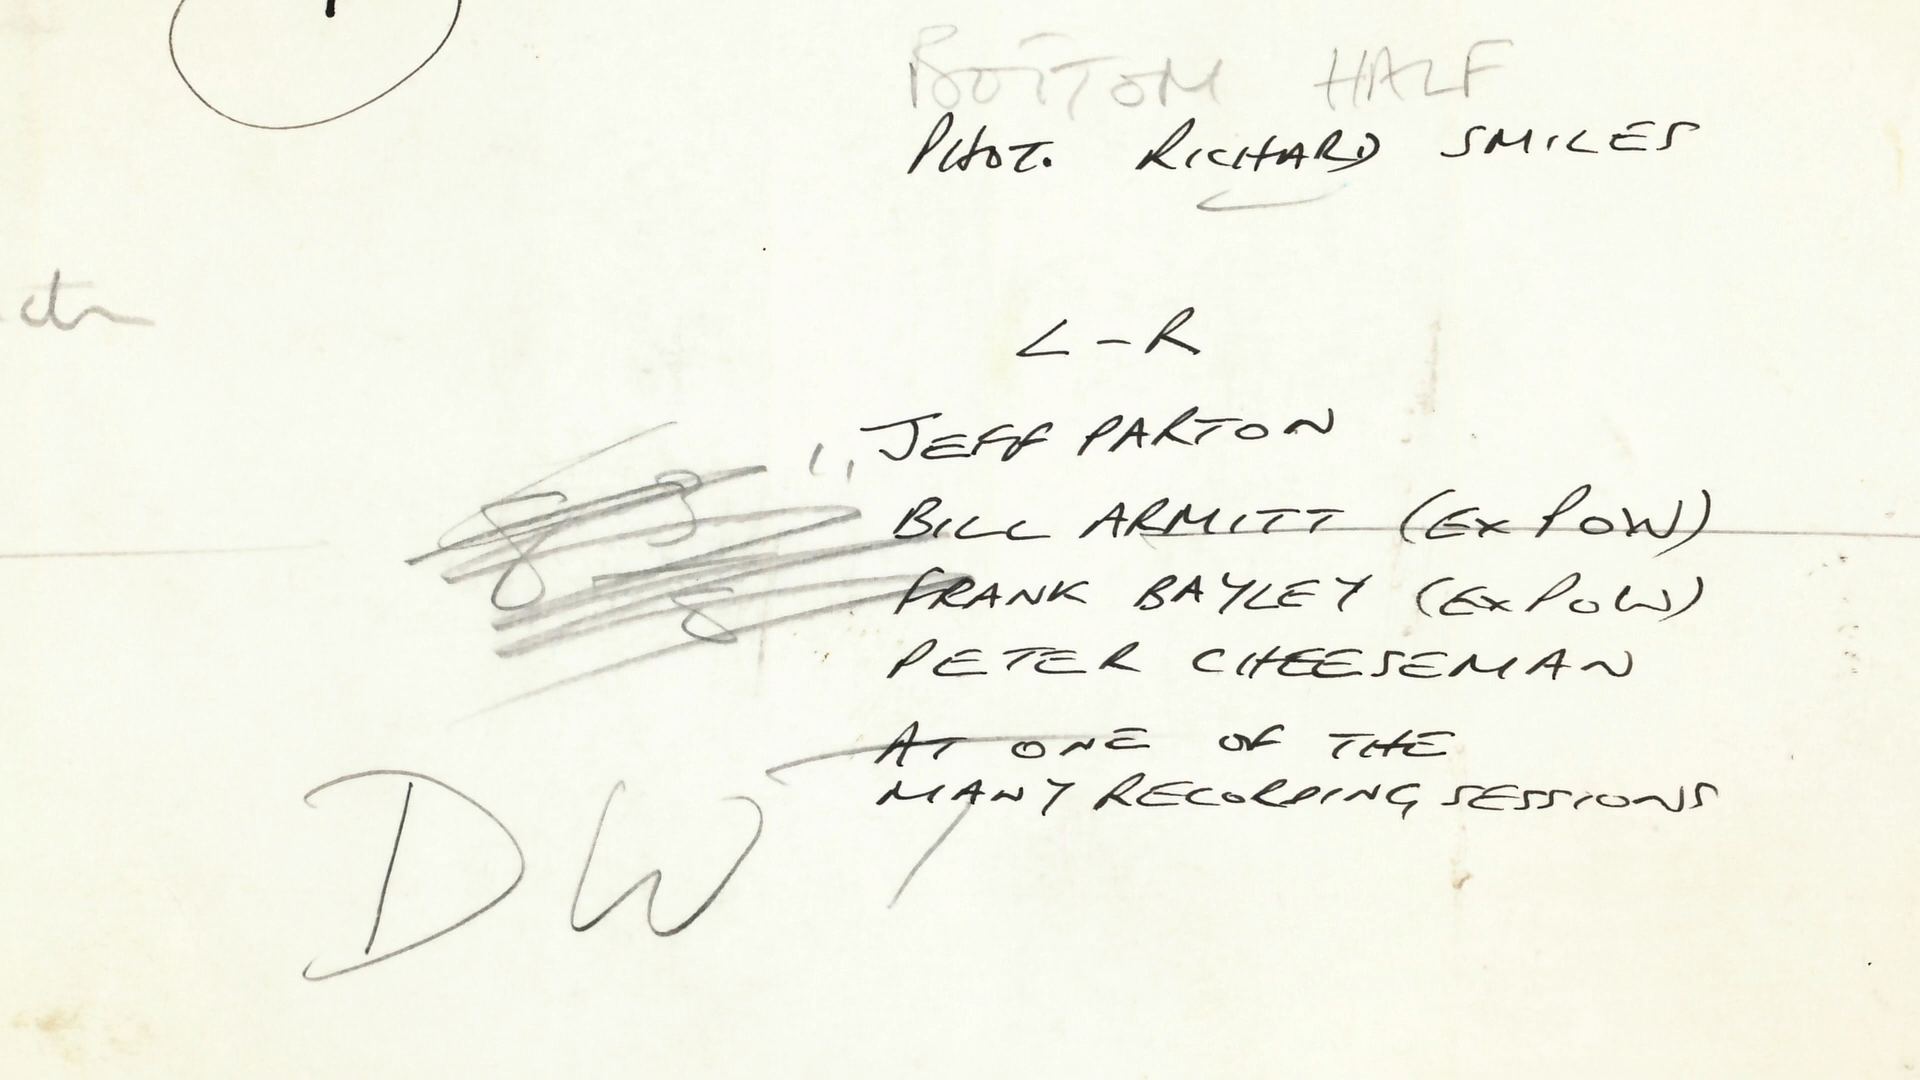 BOTTOM HALF
PHOT. RICHARD SMILES
L-R
JEFF PARTON
BILL ARMITT (EX POW)
FRANK BAYLEY (EX POW)
PETER CHEESEMAN
AT ONE OF THE
MANY RECORDING SESSIONS
DW